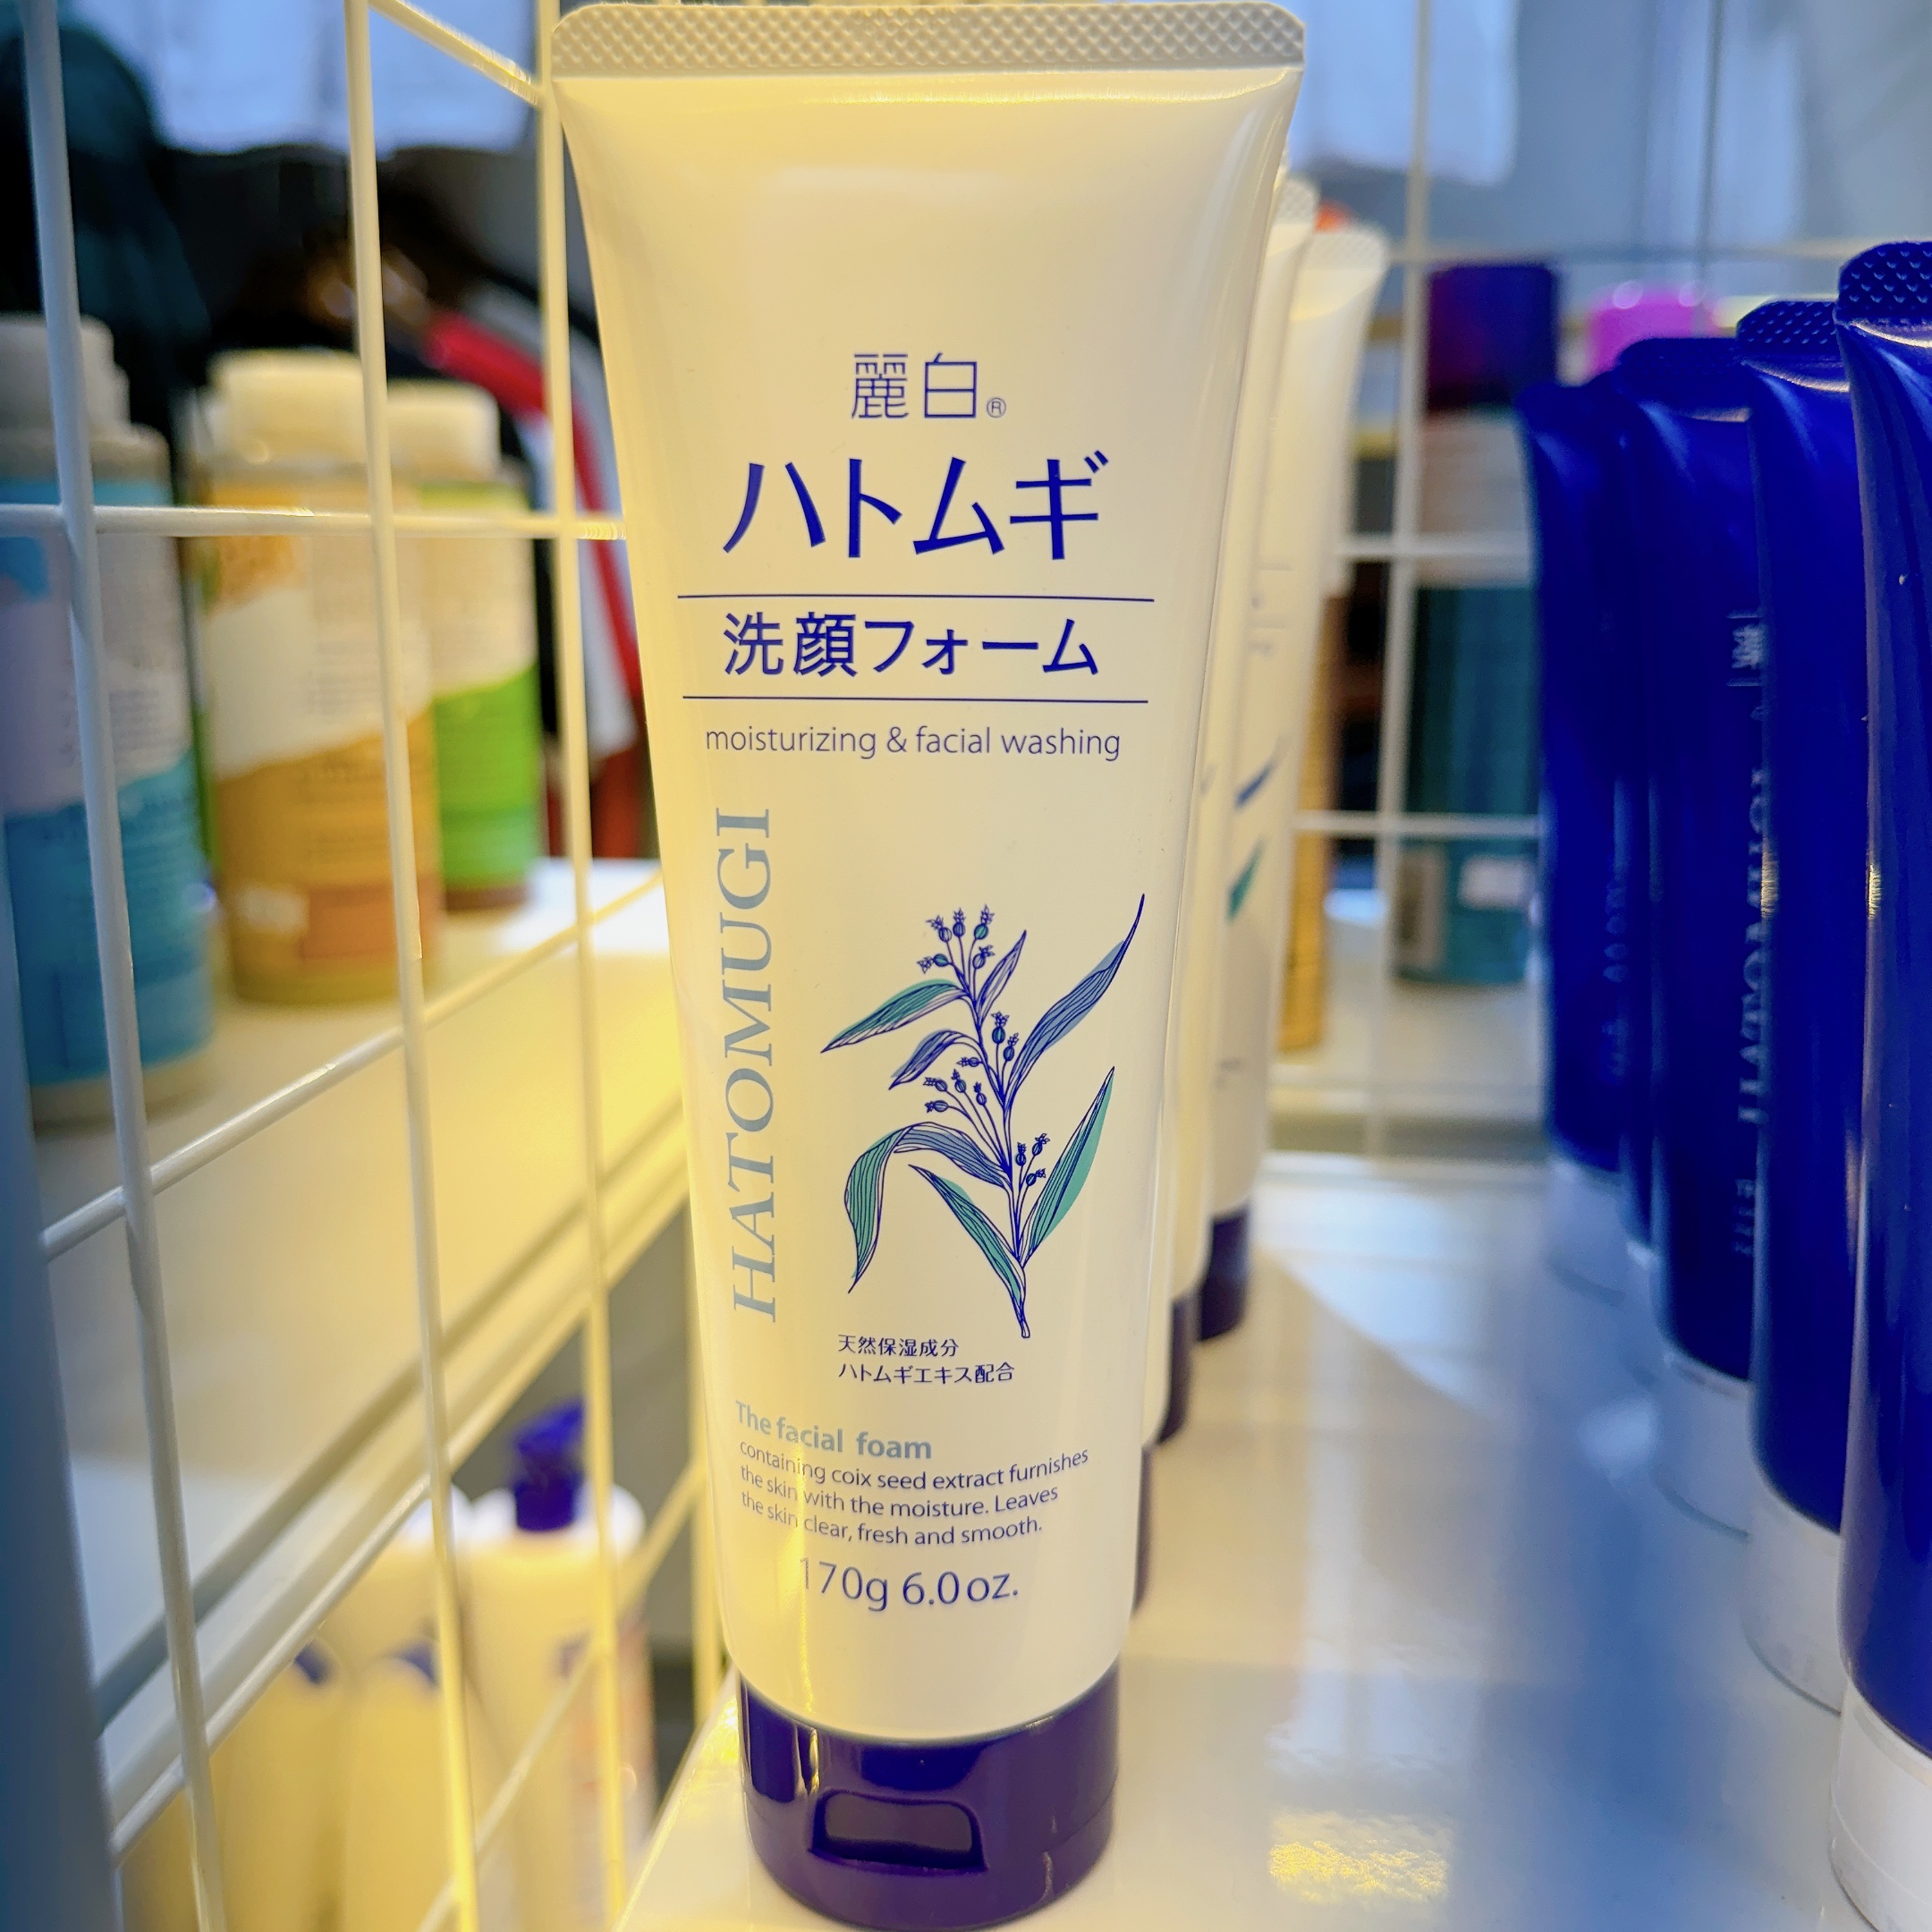 麗白®
ハトムギ
洗顔フォーム
moisturizing & facial washing
HATOMUGI
天然保湿成分
ハトムギエキス配合
The facial foam
containing coix seed extract furnishes
the skin with the moisture. Leaves
the skin clear, fresh and smooth.
170g 6.0oz.
HATOMUGI